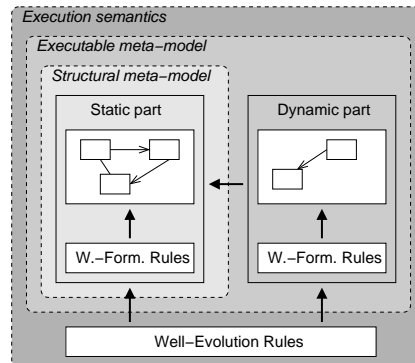 Execution semantics
Executable meta−model
Structural meta−model
Static part
Dynamic part
W.−Form. Rules
W.−Form. Rules
Well−Evolution Rules